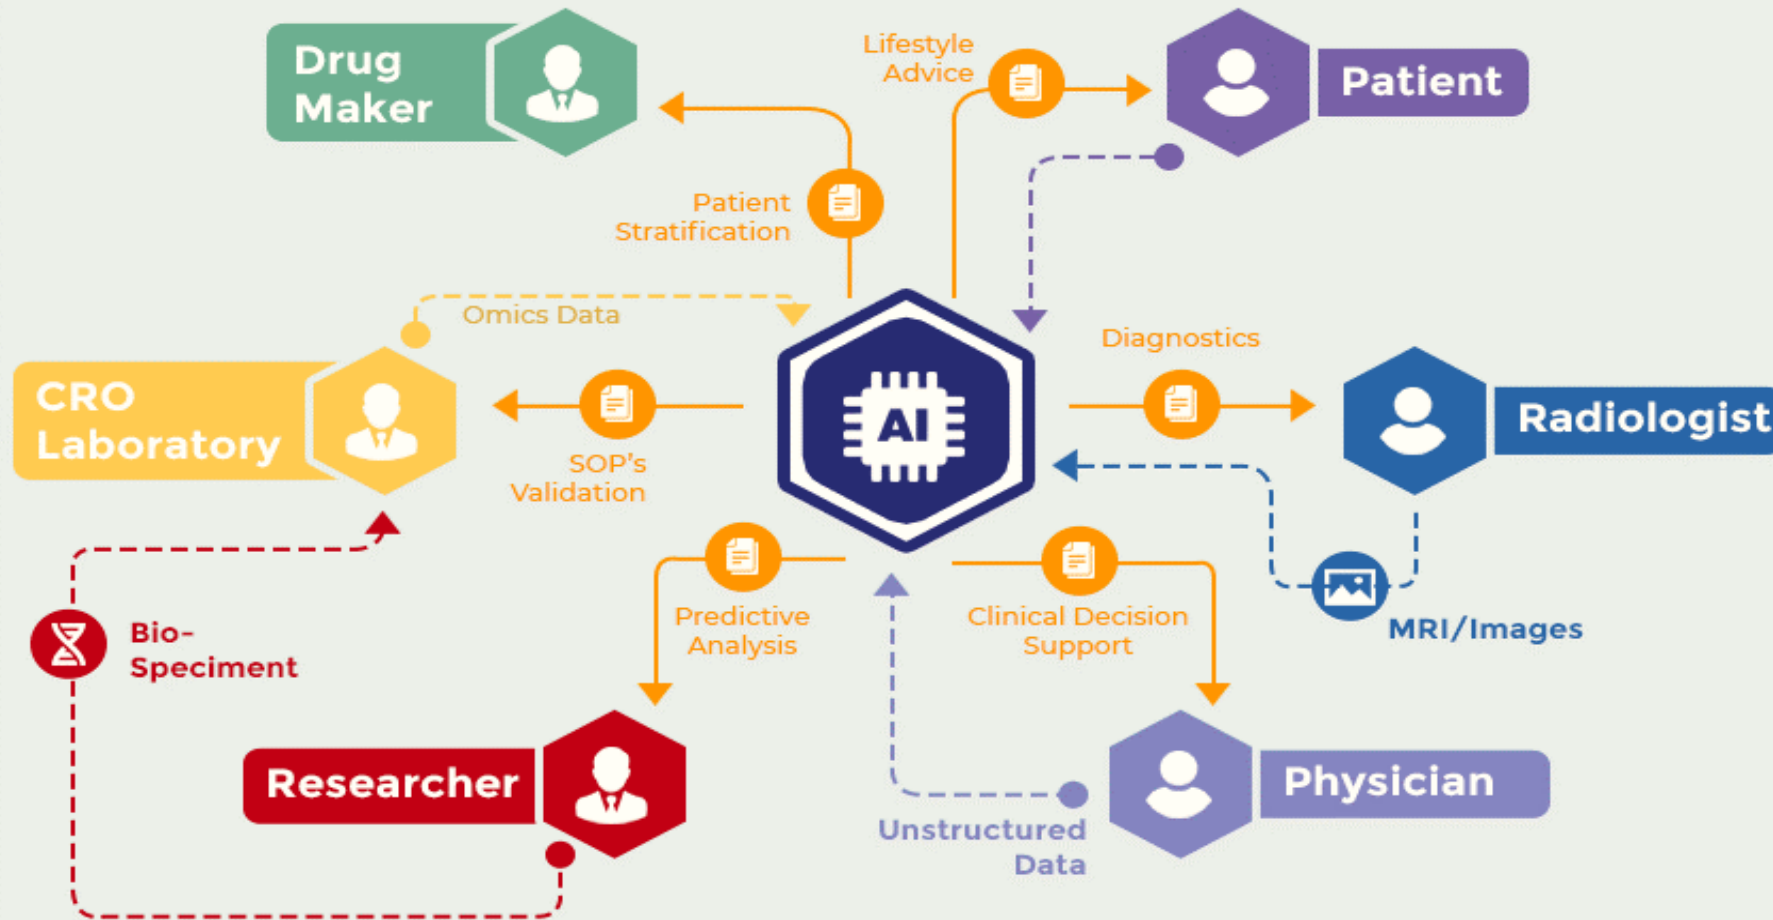 Drug
Maker
Lifestyle
Advice
Patient
Patient
Stratification
Omics Data
Diagnostics
CRO
Laboratory
AI
Radiologist
SOP's
Validation
Bio-
Speciment
Predictive
Analysis
Clinical Decision
Support
MRI/Images
Researcher
Physician
Unstructured
Data